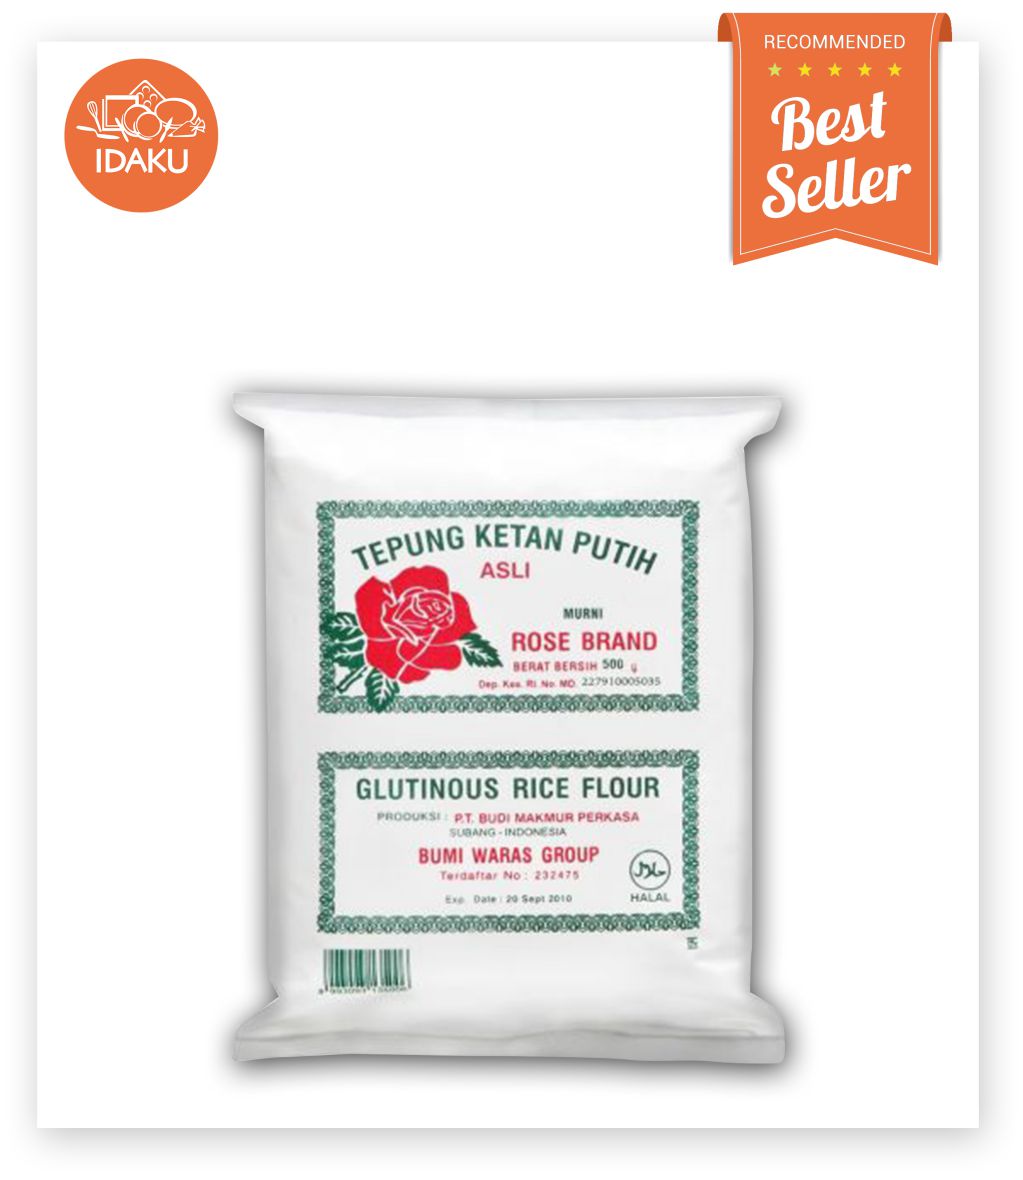 IDAKU
RECOMMENDED
Best
Seller
TEPUNG KETAN PUTIH
ASLI
MURNI
ROSE BRAND
BERAT BERSIH 500 g
Dep. Kes. RI. No. MD. 227910005035
GLUTINOUS RICE FLOUR
PRODUKSI : P.T. BUDI MAKMUR PERKASA
SUBANG - INDONESIA
BUMI WARAS GROUP
Terdaftar No : 232475
HALAL
Exp. Date : 20 Sept 2010